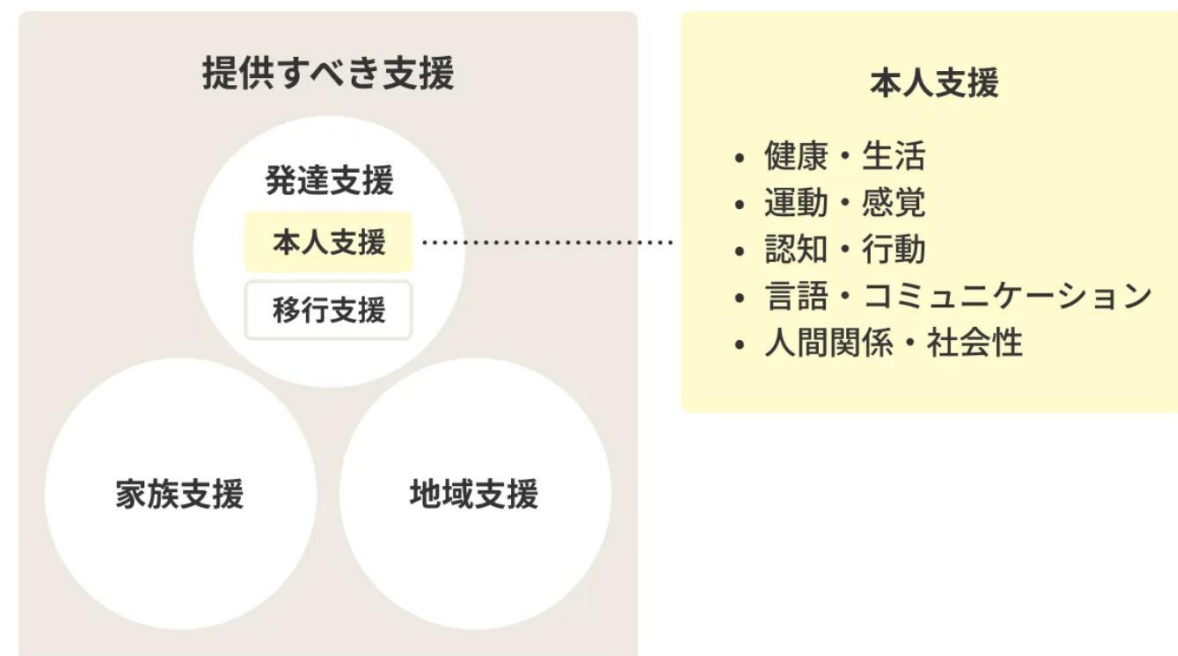 提供すべき支援
発達支援
本人支援
移行支援
家族支援
地域支援
本人支援
• 健康・生活
• 運動・感覚
• 認知・行動
• 言語・コミュニケーション
• 人間関係・社会性